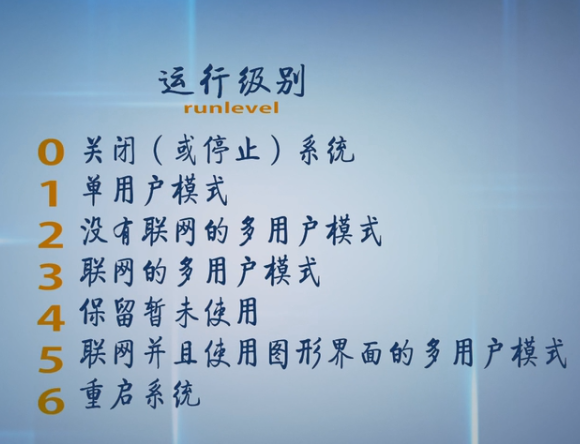 运行级别
runlevel
0 关闭（或停止）系统
1 单用户模式
2 没有联网的多用户模式
3 联网的多用户模式
4 保留暂未使用
5 联网并且使用图形界面的多用户模式
6 重启系统